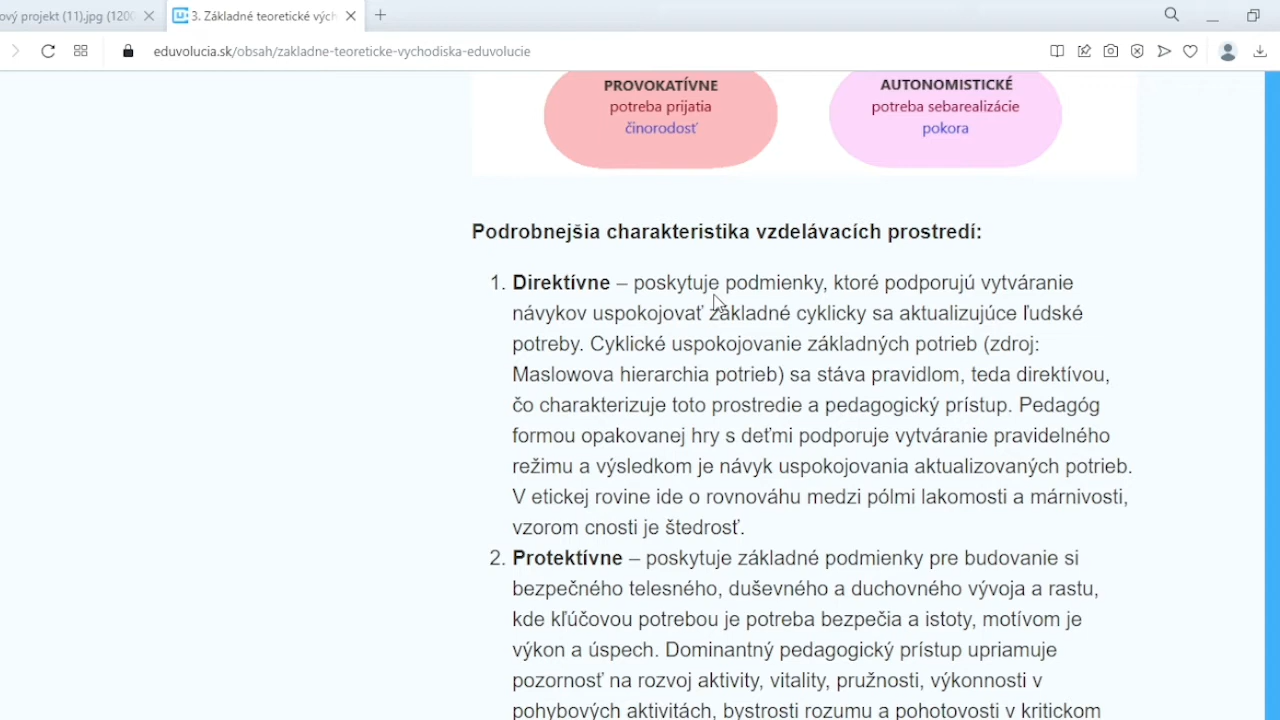 ový projekt (11).jpg (1200
3. Základné teoretické vých
eduvolucia.sk/obsah/zakladne-teoreticke-vychodiska-eduvolucie
PROVOKATÍVNE
potreba prijatia
činorodosť
AUTONOMISTICKÉ
potreba sebarealizácie
pokora
Podrobnejšia charakteristika vzdelávacích prostredí:
1. Direktívne – poskytuje podmienky, ktoré podporujú vytváranie
návykov uspokojovať základné cyklicky sa aktualizujúce ľudské
potreby. Cyklické uspokojovanie základných potrieb (zdroj:
Maslowova hierarchia potrieb) sa stáva pravidlom, teda direktívou,
čo charakterizuje toto prostredie a pedagogický prístup. Pedagóg
formou opakovanej hry s deťmi podporuje vytváranie pravidelného
režimu a výsledkom je návyk uspokojovania aktualizovaných potrieb.
V etickej rovine ide o rovnováhu medzi pólmi lakomosti a márnivosti,
vzorom cnosti je štedrosť.
2. Protektívne – poskytuje základné podmienky pre budovanie si
bezpečného telesného, duševného a duchovného vývoja a rastu,
kde kľúčovou potrebou je potreba bezpečia a istoty, motívom je
výkon a úspech. Dominantný pedagogický prístup upriamuje
pozornosť na rozvoj aktivity, vitality, pružnosti, výkonnosti v
pohybových aktivitách, bystrosti rozumu a pohotovosti v kritickom